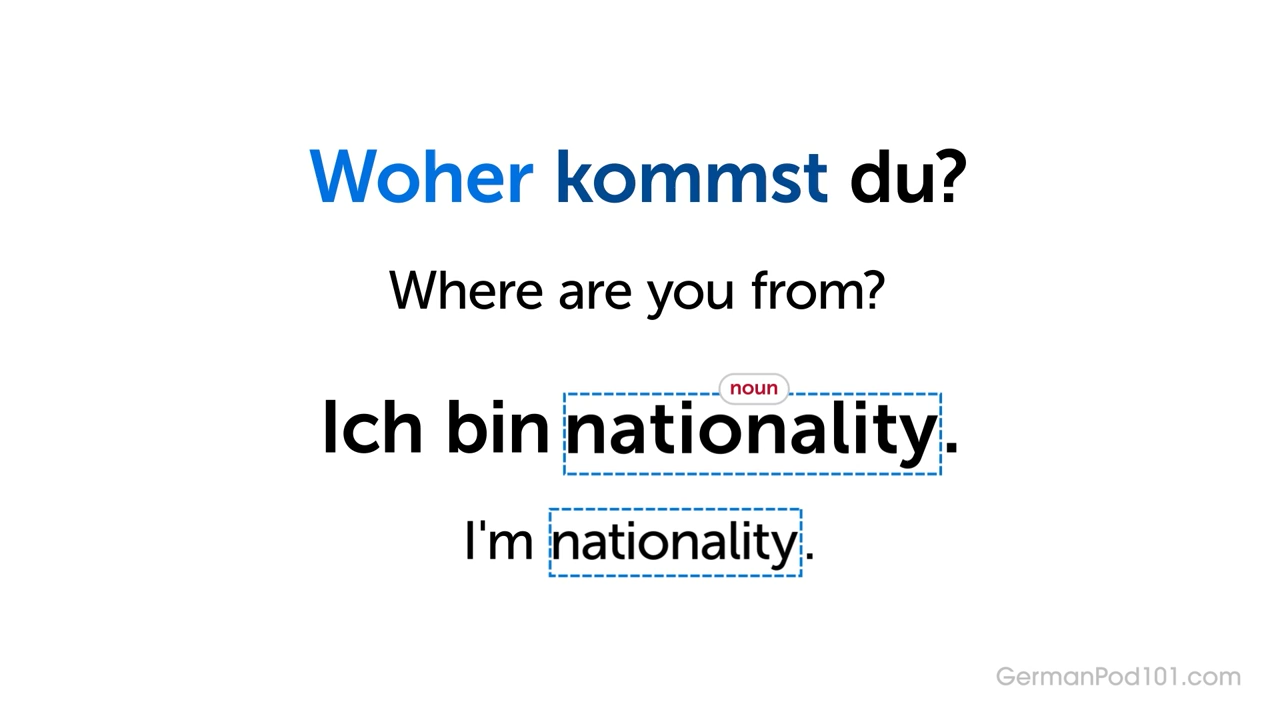 Woher kommst du?
Where are you from?
noun
Ich bin nationality.
I'm nationality.
GermanPod101.com